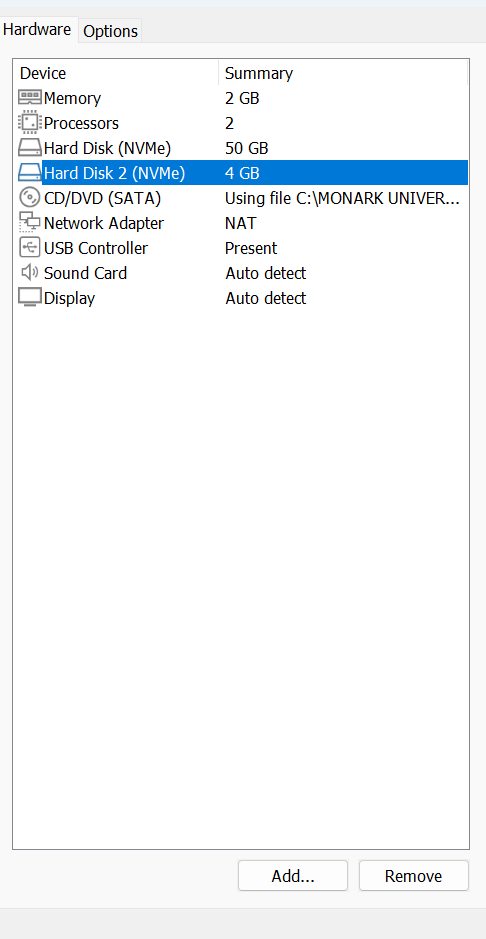 Hardware Options
Device Summary
Memory 2 GB
Processors 2
Hard Disk (NVMe) 50 GB
Hard Disk 2 (NVMe) 4 GB
CD/DVD (SATA) Using file C:\MONARK UNIVER...
Network Adapter NAT
USB Controller Present
Sound Card Auto detect
Display Auto detect
Add... Remove